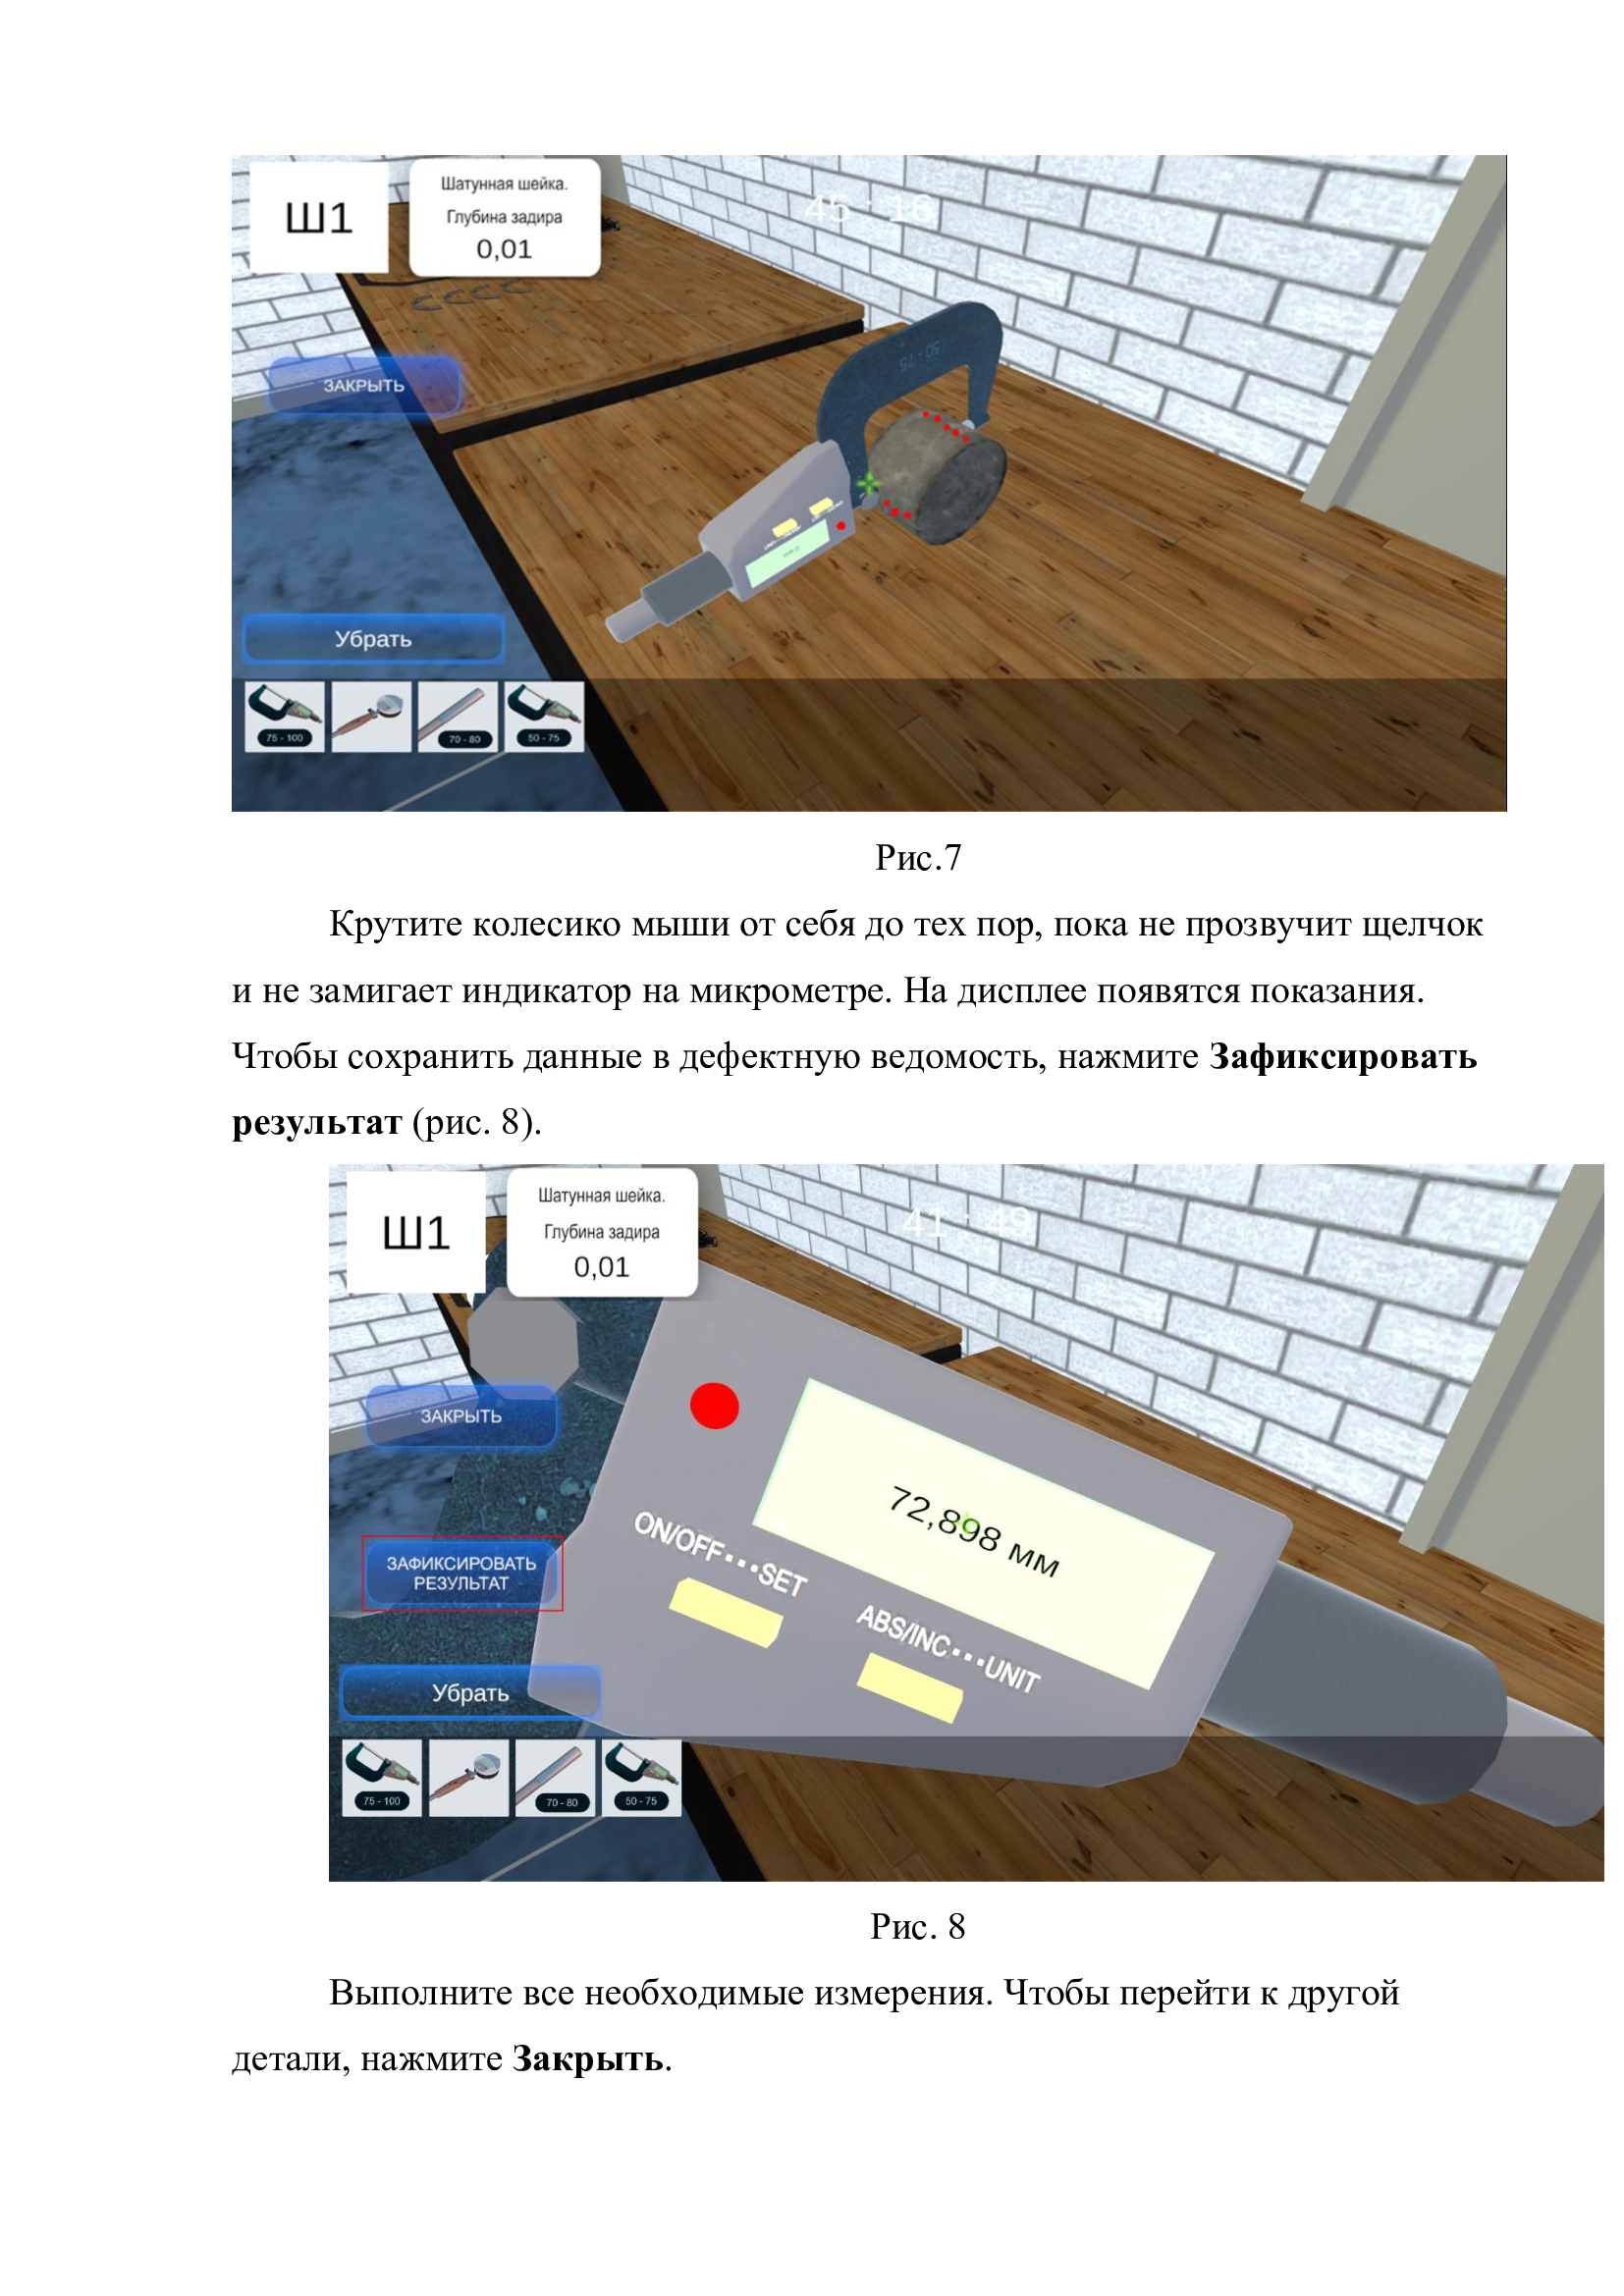 Ш1
Шатунная шейка.
Глубина задира
0,01
45 : 16
50 - 75
ЗАКРЫТЬ
Убрать
75 - 100
70 - 80
50 - 75
Рис.7
Крутите колесико мыши от себя до тех пор, пока не прозвучит щелчок
и не замигает индикатор на микрометре. На дисплее появятся показания.
Чтобы сохранить данные в дефектную ведомость, нажмите Зафиксировать
результат (рис. 8).
Ш1
Шатунная шейка.
Глубина задира
0,01
41 : 49
ЗАКРЫТЬ
72,898 мм
ON/OFF...SET
ABS/INC...UNIT
ЗАФИКСИРОВАТЬ
РЕЗУЛЬТАТ
Убрать
75 - 100
70 - 80
50 - 75
Рис. 8
Выполните все необходимые измерения. Чтобы перейти к другой
детали, нажмите Закрыть.